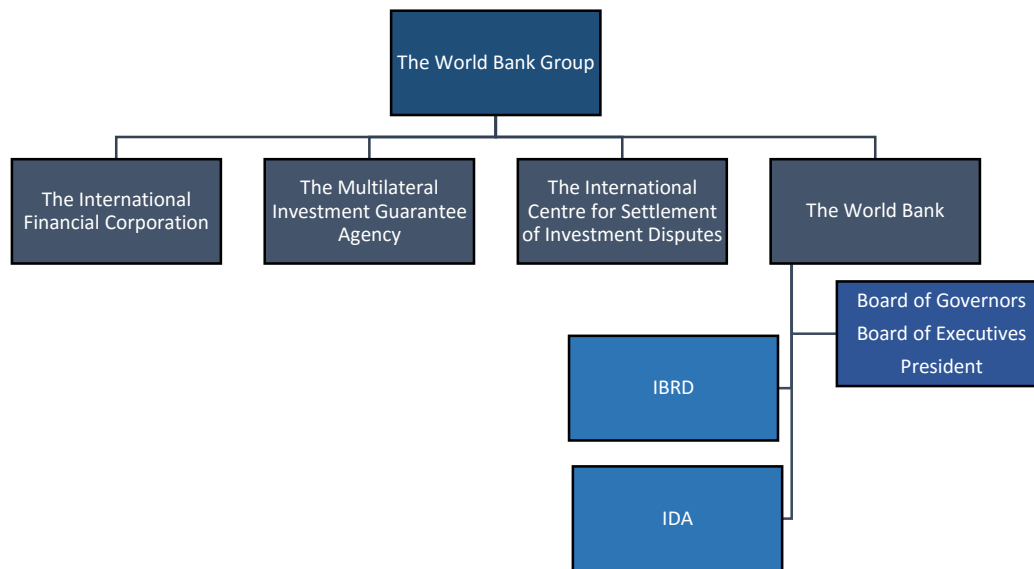 The World Bank Group
The International
Financial Corporation
The Multilateral
Investment Guarantee
Agency
The International
Centre for Settlement
of Investment Disputes
The World Bank
Board of Governors
Board of Executives
President
IBRD
IDA